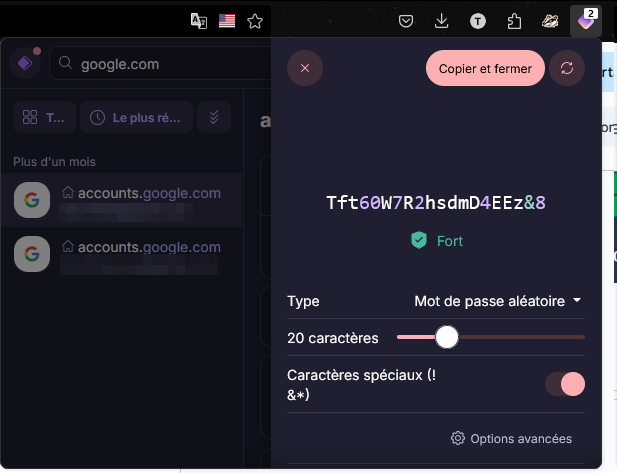 2
google.com
T...
Le plus ré...
Plus d'un mois
accounts.google.com
accounts.google.com
Copier et fermer
Tft60W7R2hsdmD4EEz&8
Fort
Type
Mot de passe aléatoire
20 caractères
Caractères spéciaux (!
&*)
Options avancées